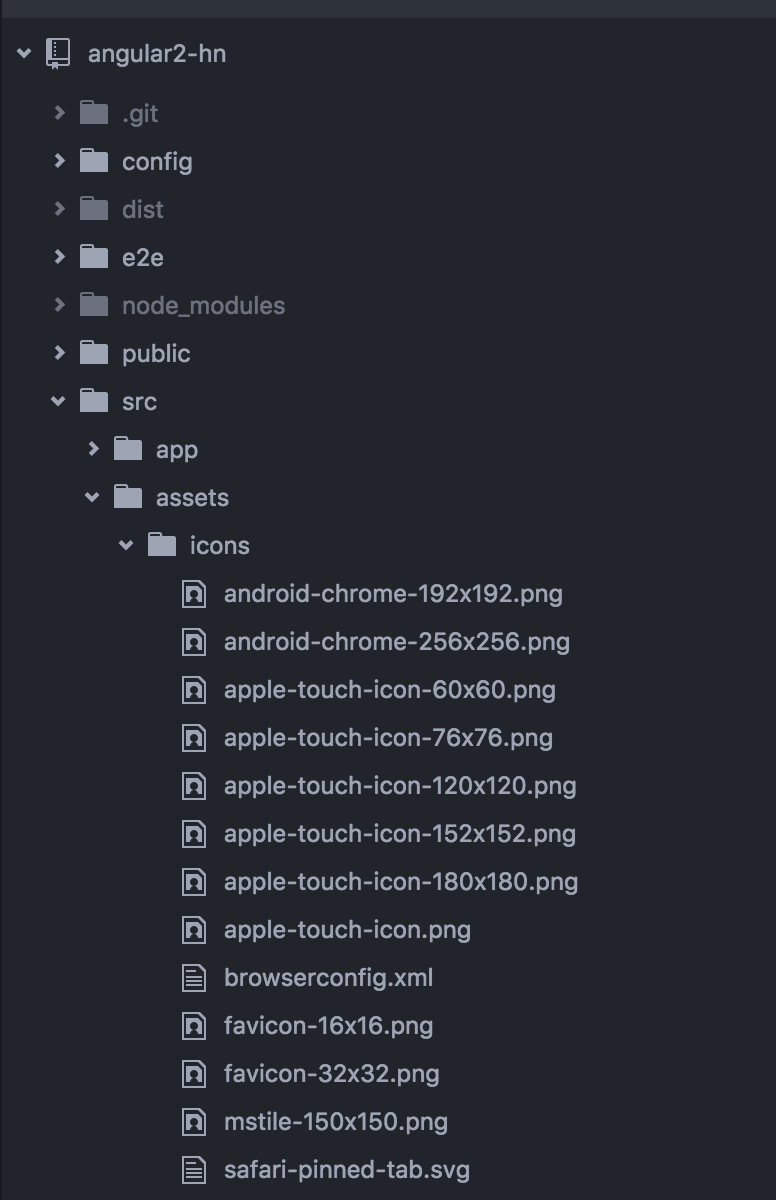 angular2-hn
.git
config
dist
e2e
node_modules
public
src
app
assets
icons
android-chrome-192x192.png
android-chrome-256x256.png
apple-touch-icon-60x60.png
apple-touch-icon-76x76.png
apple-touch-icon-120x120.png
apple-touch-icon-152x152.png
apple-touch-icon-180x180.png
apple-touch-icon.png
browserconfig.xml
favicon-16x16.png
favicon-32x32.png
mstile-150x150.png
safari-pinned-tab.svg